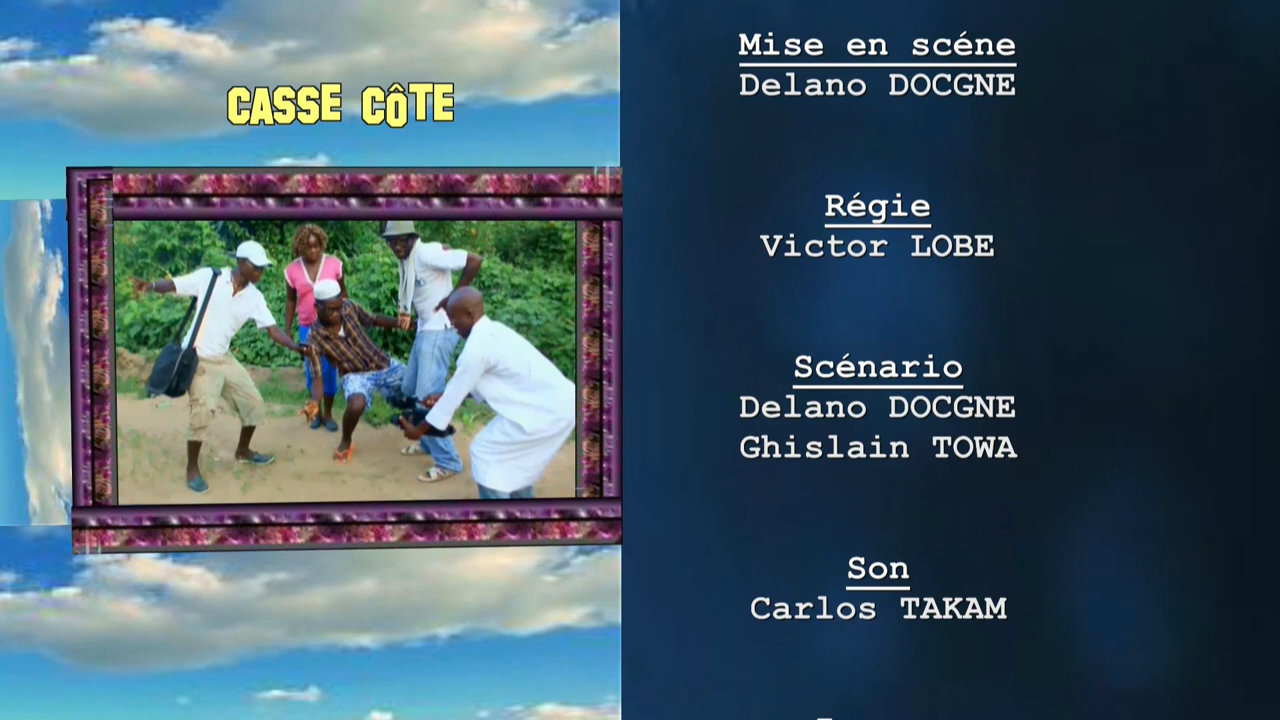 CASSE CÔTE
Mise en scéne
Delano DOCGNE
Régie
Victor LOBE
Scénario
Delano DOCGNE
Ghislain TOWA
Son
Carlos TAKAM